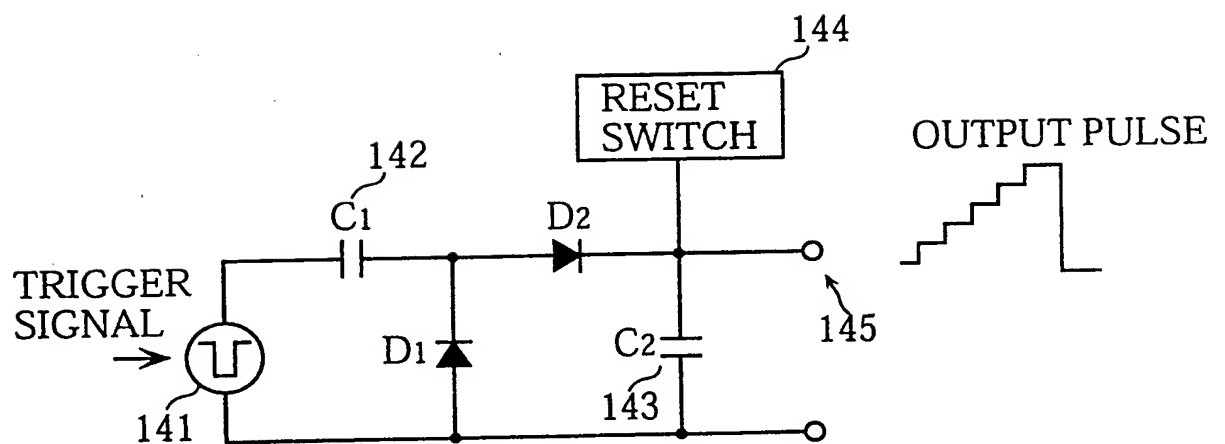 144
RESET
SWITCH
OUTPUT PULSE
142
C1
D2
TRIGGER
SIGNAL
D1
C2
145
143
141